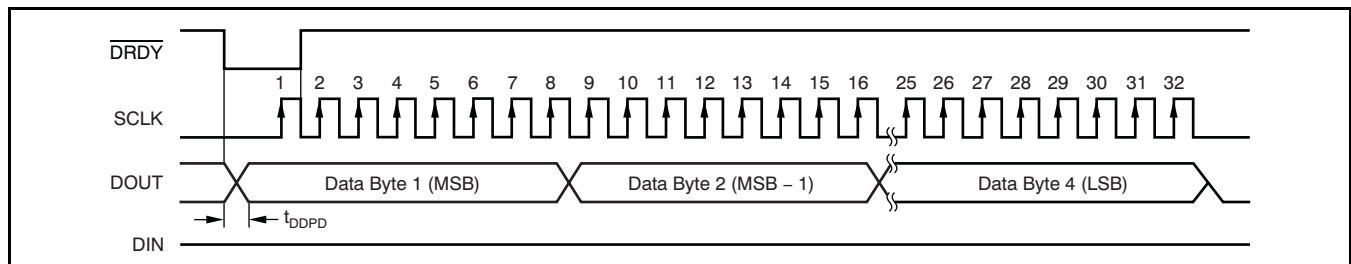 DRDY
1 2 3 4 5 6 7 8 9 10 11 12 13 14 15 16 25 26 27 28 29 30 31 32
SCLK
DOUT Data Byte 1 (MSB) Data Byte 2 (MSB − 1) Data Byte 4 (LSB)
tDDPD
DIN